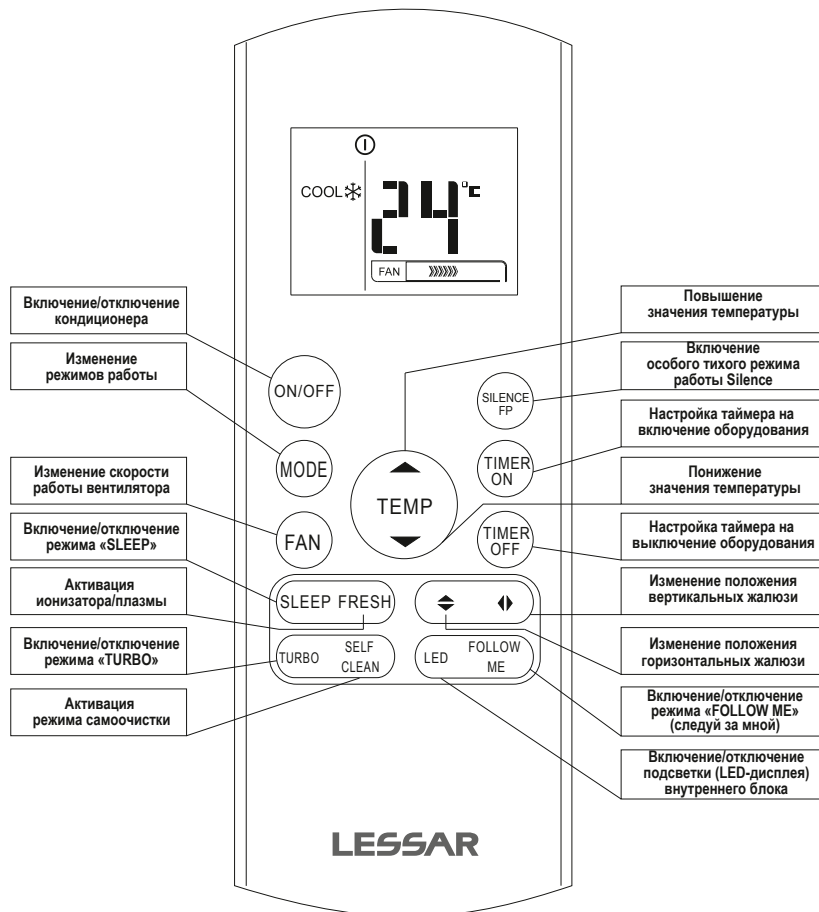 COOL
24°C
FAN
Включение/отключение
кондиционера
Изменение
режимов работы
Изменение скорости
работы вентилятора
Включение/отключение
режима «SLEEP»
Активация
ионизатора/плазмы
Включение/отключение
режима «TURBO»
Активация
режима самоочистки
ON/OFF
MODE
FAN
TEMP
SILENCE
FP
TIMER
ON
TIMER
OFF
SLEEP FRESH
TURBO
SELF
CLEAN
LED
FOLLOW
ME
Повышение
значения температуры
Включение
особого тихого режима
работы Silence
Настройка таймера на
включение оборудования
Понижение
значения температуры
Настройка таймера на
выключение оборудования
Изменение положения
вертикальных жалюзи
Изменение положения
горизонтальных жалюзи
Включение/отключение
режима «FOLLOW ME»
(следуй за мной)
Включение/отключение
подсветки (LED-дисплея)
внутреннего блока
LESSAR